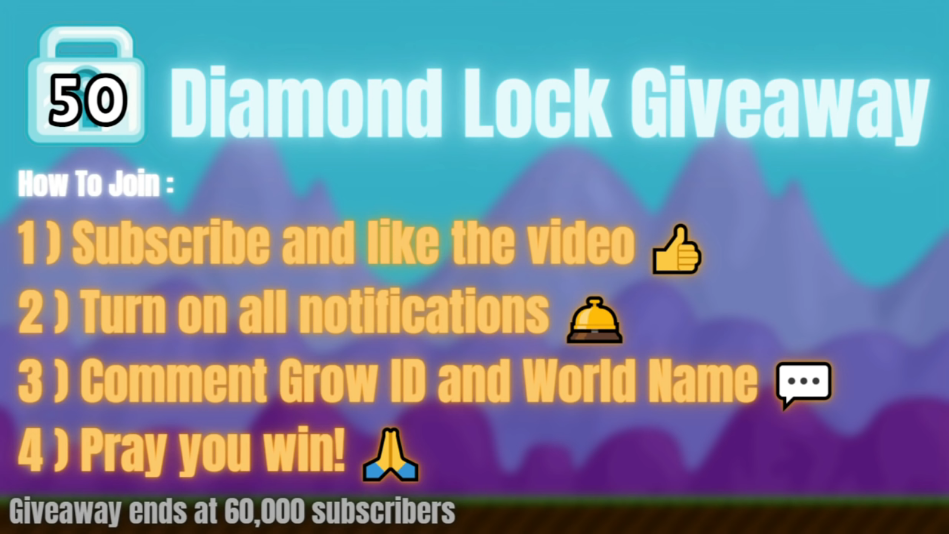 50 Diamond Lock Giveaway
How To Join :
1 ) Subscribe and like the video 👍
2 ) Turn on all notifications 🛎️
3 ) Comment Grow ID and World Name 💬
4 ) Pray you win! 🙏
Giveaway ends at 60,000 subscribers